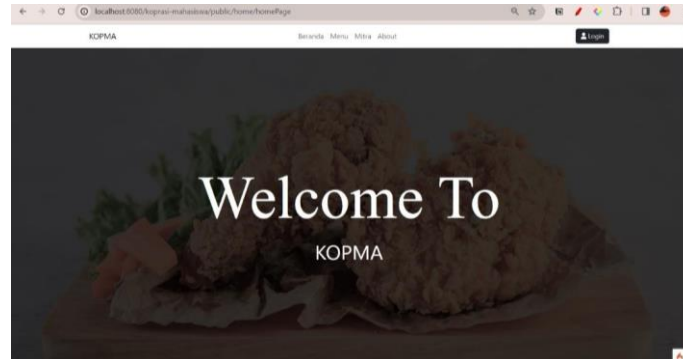 localhost:8080/koprasi-mahasiswa/public/home/homePage
KOPMA
Beranda Menu Mitra About
Login
Welcome To
KOPMA